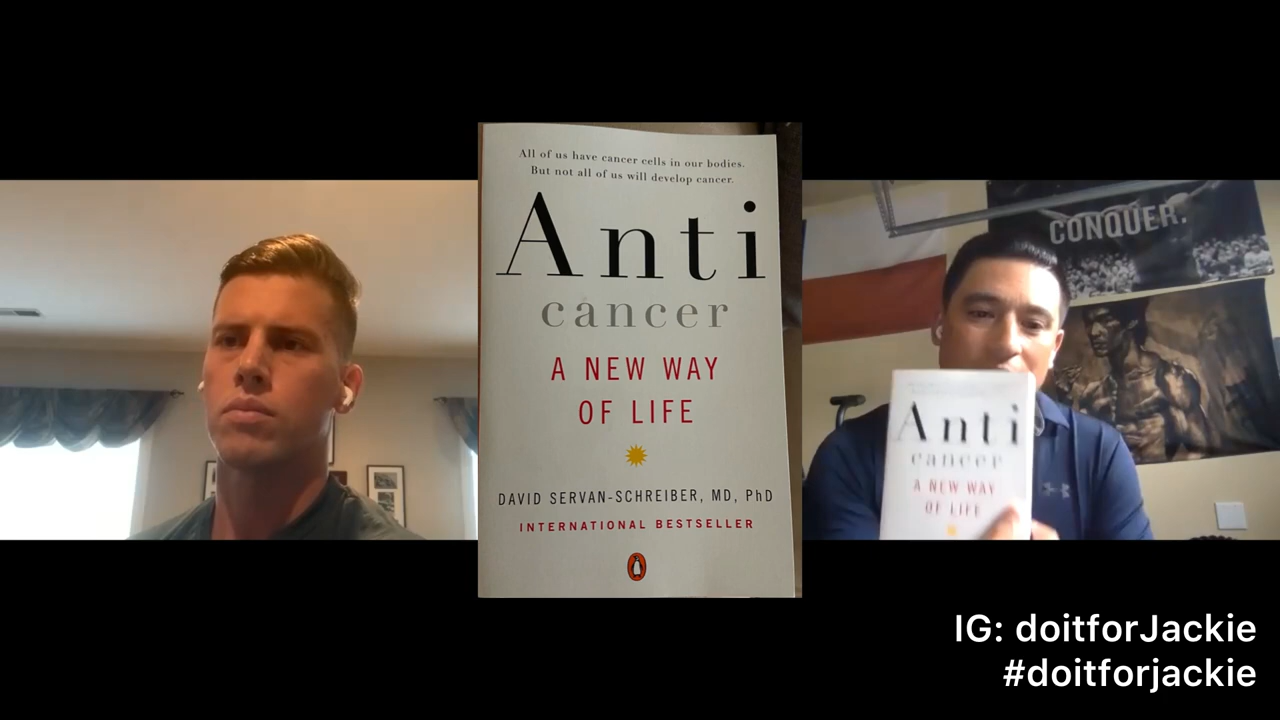 All of us have cancer cells in our bodies.
But not all of us will develop cancer.
Anti
cancer
A NEW WAY
OF LIFE
DAVID SERVAN-SCHREIBER, MD, PhD
INTERNATIONAL BESTSELLER
CONQUER.
Anti
cancer
A NEW WAY
OF LIFE
IG: doitforJackie
#doitforjackie